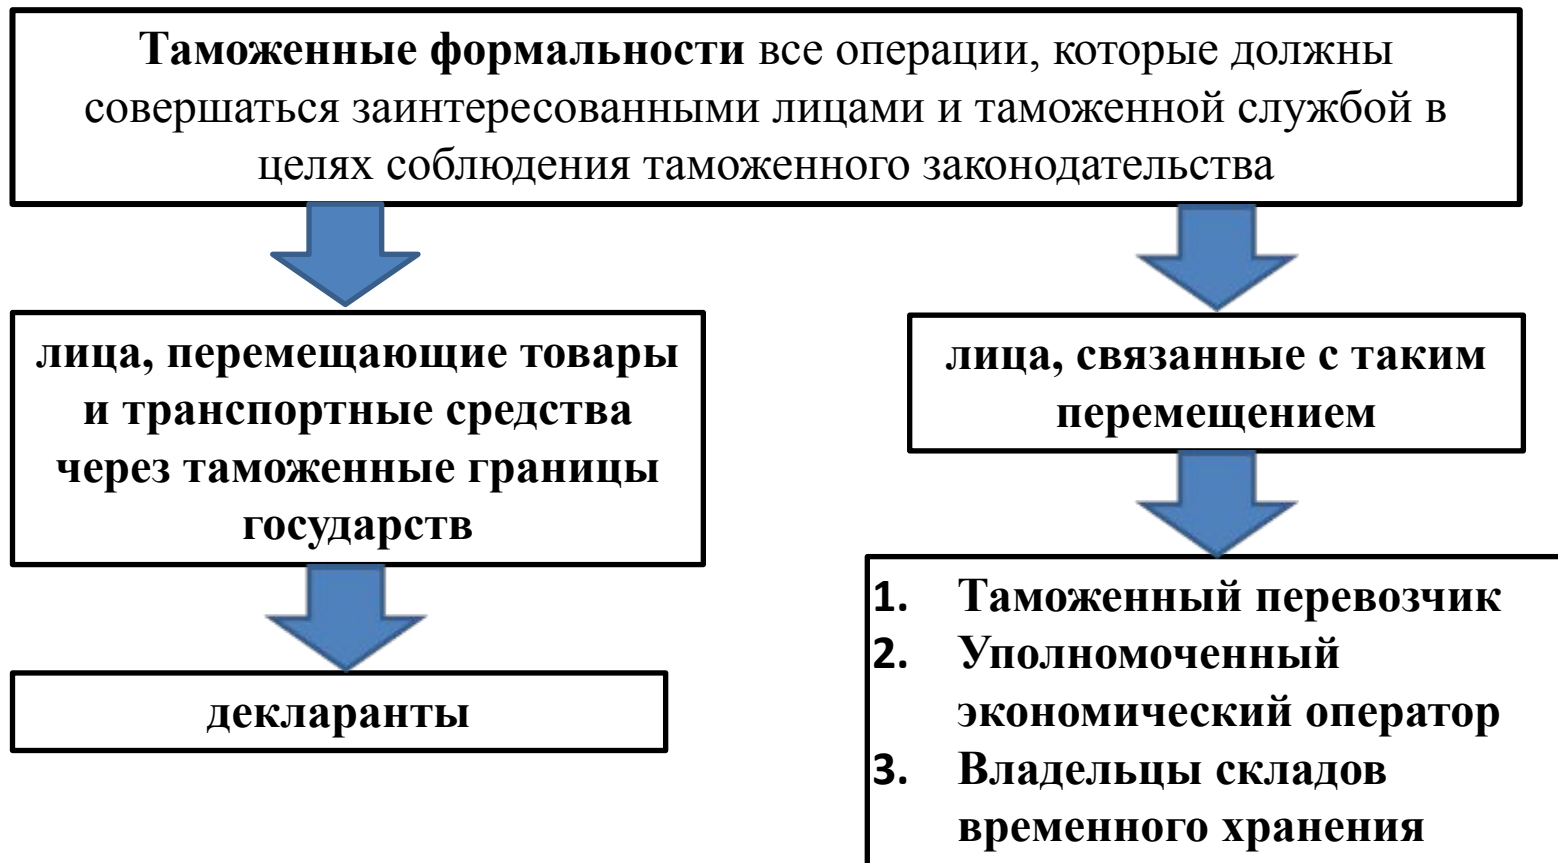 Таможенные формальности все операции, которые должны
совершаться заинтересованными лицами и таможенной службой в
целях соблюдения таможенного законодательства
лица, перемещающие товары
и транспортные средства
через таможенные границы
государств
декларанты
лица, связанные с таким
перемещением
1. Таможенный перевозчик
2. Уполномоченный
экономический оператор
3. Владельцы складов
временного хранения